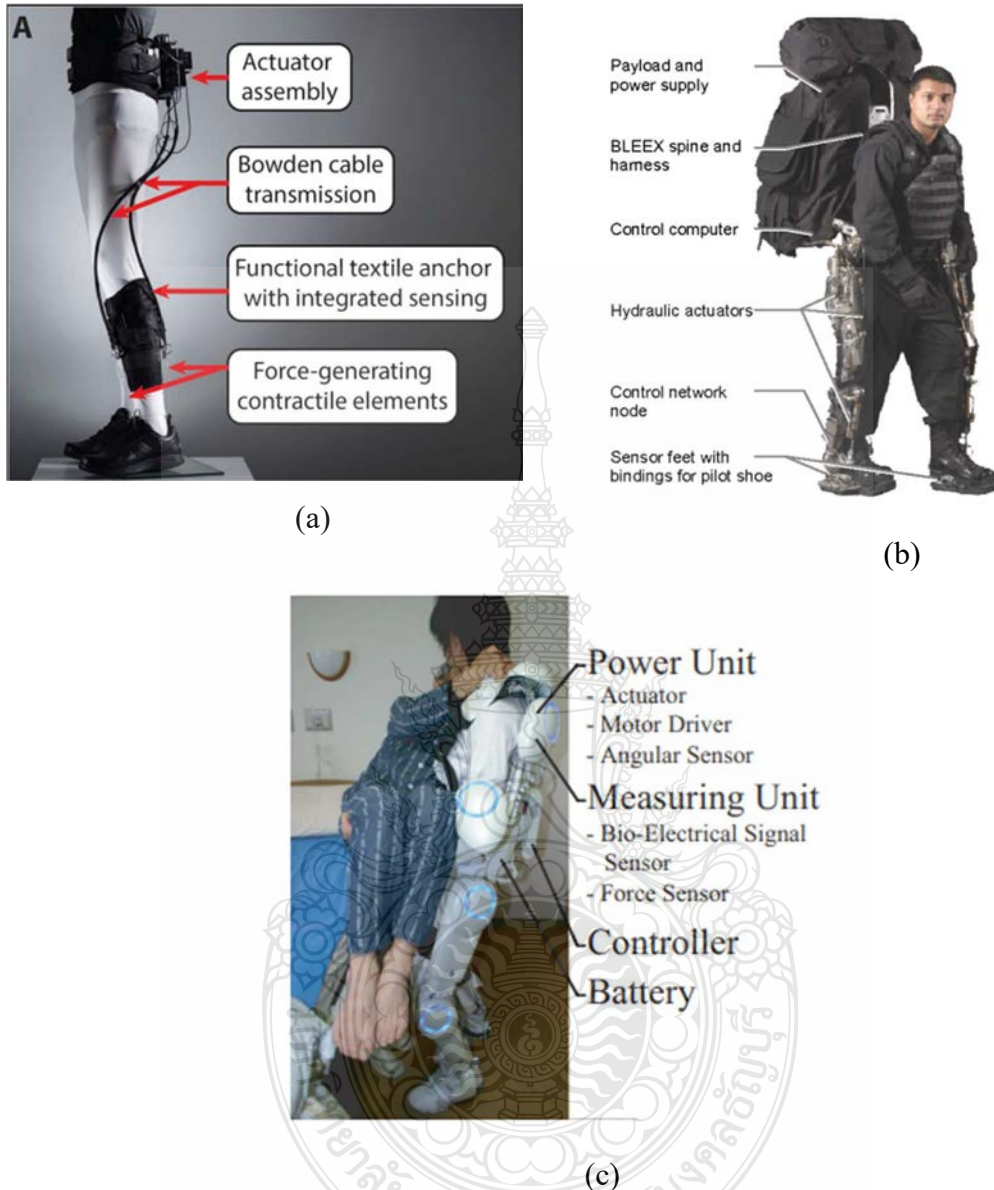 A
Actuator
assembly
Bowden cable
transmission
Functional textile anchor
with integrated sensing
Force-generating
contractile elements
(a)
Payload and
power supply
BLEEX spine and
harness
Control computer
Hydraulic actuators
Control network
node
Sensor feet with
bindings for pilot shoe
(b)
Power Unit
- Actuator
- Motor Driver
- Angular Sensor
Measuring Unit
- Bio-Electrical Signal
Sensor
- Force Sensor
Controller
Battery
(c)